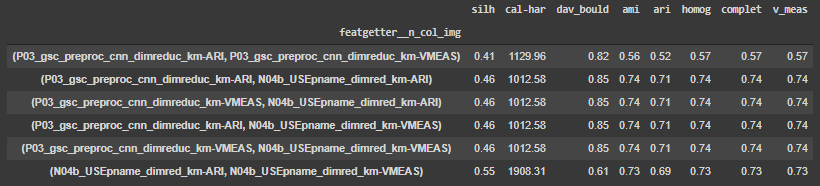 silh cal-har dav_bould ami ari homog complet v_meas
featgetter__n_col_img
(P03_gsc_preproc_cnn_dimreduc_km-ARI, P03_gsc_preproc_cnn_dimreduc_km-VMEAS) 0.41 1129.96 0.82 0.56 0.52 0.57 0.57 0.57
(P03_gsc_preproc_cnn_dimreduc_km-ARI, N04b_USEpname_dimred_km-ARI) 0.46 1012.58 0.85 0.74 0.71 0.74 0.74 0.74
(P03_gsc_preproc_cnn_dimreduc_km-VMEAS, N04b_USEpname_dimred_km-ARI) 0.46 1012.58 0.85 0.74 0.71 0.74 0.74 0.74
(P03_gsc_preproc_cnn_dimreduc_km-ARI, N04b_USEpname_dimred_km-VMEAS) 0.46 1012.58 0.85 0.74 0.71 0.74 0.74 0.74
(P03_gsc_preproc_cnn_dimreduc_km-VMEAS, N04b_USEpname_dimred_km-VMEAS) 0.46 1012.58 0.85 0.74 0.71 0.74 0.74 0.74
(N04b_USEpname_dimred_km-ARI, N04b_USEpname_dimred_km-VMEAS) 0.55 1908.31 0.61 0.73 0.69 0.73 0.73 0.73